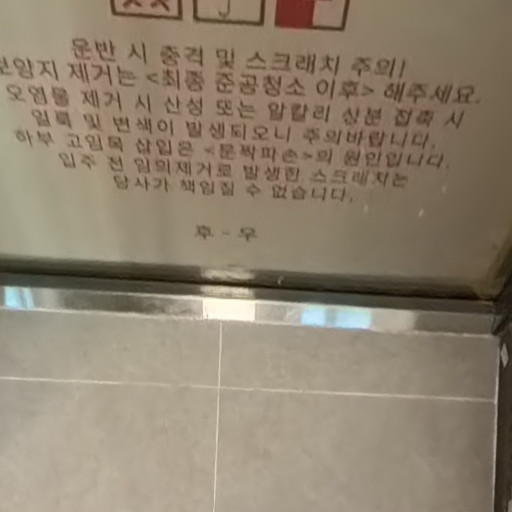 운반 시 충격 및 스크래치 주의!
보양지 제거는 <최종 준공청소 이후> 해주세요.
오염물 제거 시 산성 또는 알칼리 성분 접촉 시
얼룩 및 변색이 발생되오니 주의바랍니다.
하부 고임목 삽입은 <문짝파손>의 원인입니다.
입주 전 임의제거로 발생한 스크래치는
당사가 책임질 수 없습니다.
후 - 우